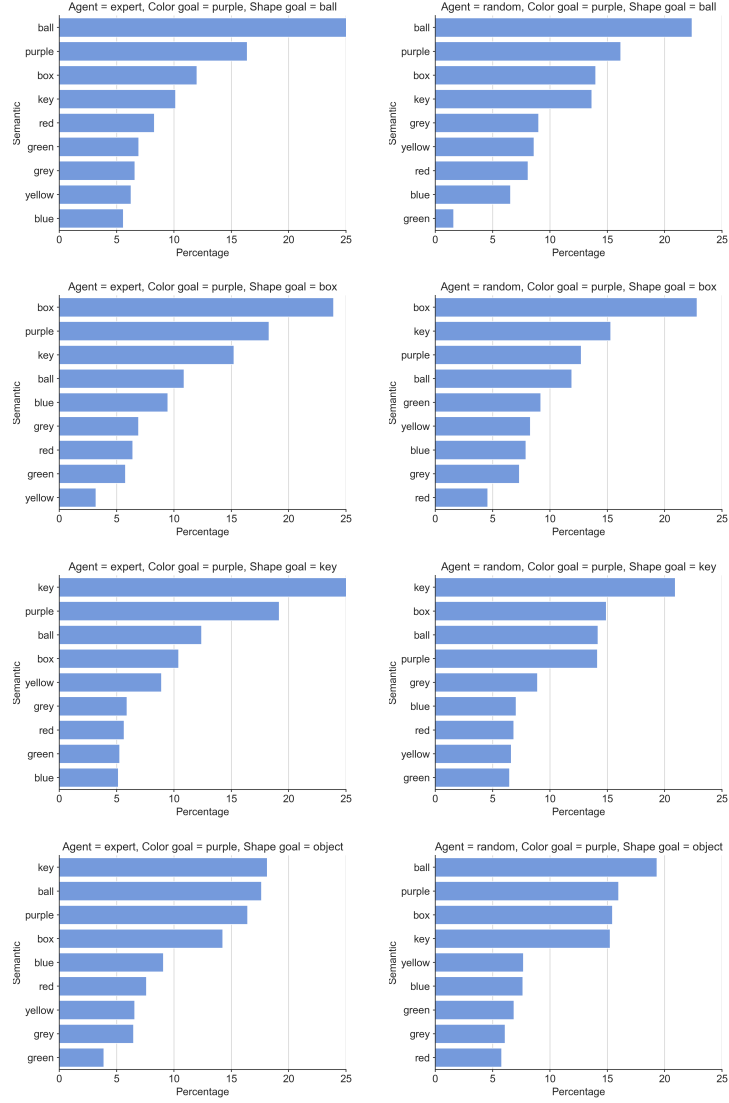 Agent = expert, Color goal = purple, Shape goal = ball
Semantic
ball
purple
box
key
red
green
grey
yellow
blue
0 5 10 15 20 25
Percentage
Agent = random, Color goal = purple, Shape goal = ball
Semantic
ball
purple
box
key
grey
yellow
red
blue
green
0 5 10 15 20 25
Percentage
Agent = expert, Color goal = purple, Shape goal = box
Semantic
box
purple
key
ball
blue
grey
red
green
yellow
0 5 10 15 20 25
Percentage
Agent = random, Color goal = purple, Shape goal = box
Semantic
box
key
purple
ball
green
yellow
blue
grey
red
0 5 10 15 20 25
Percentage
Agent = expert, Color goal = purple, Shape goal = key
Semantic
key
purple
ball
box
yellow
grey
red
green
blue
0 5 10 15 20 25
Percentage
Agent = random, Color goal = purple, Shape goal = key
Semantic
key
box
ball
purple
grey
blue
red
yellow
green
0 5 10 15 20 25
Percentage
Agent = expert, Color goal = purple, Shape goal = object
Semantic
key
ball
purple
box
blue
red
yellow
grey
green
0 5 10 15 20 25
Percentage
Agent = random, Color goal = purple, Shape goal = object
Semantic
ball
purple
box
key
yellow
blue
green
grey
red
0 5 10 15 20 25
Percentage